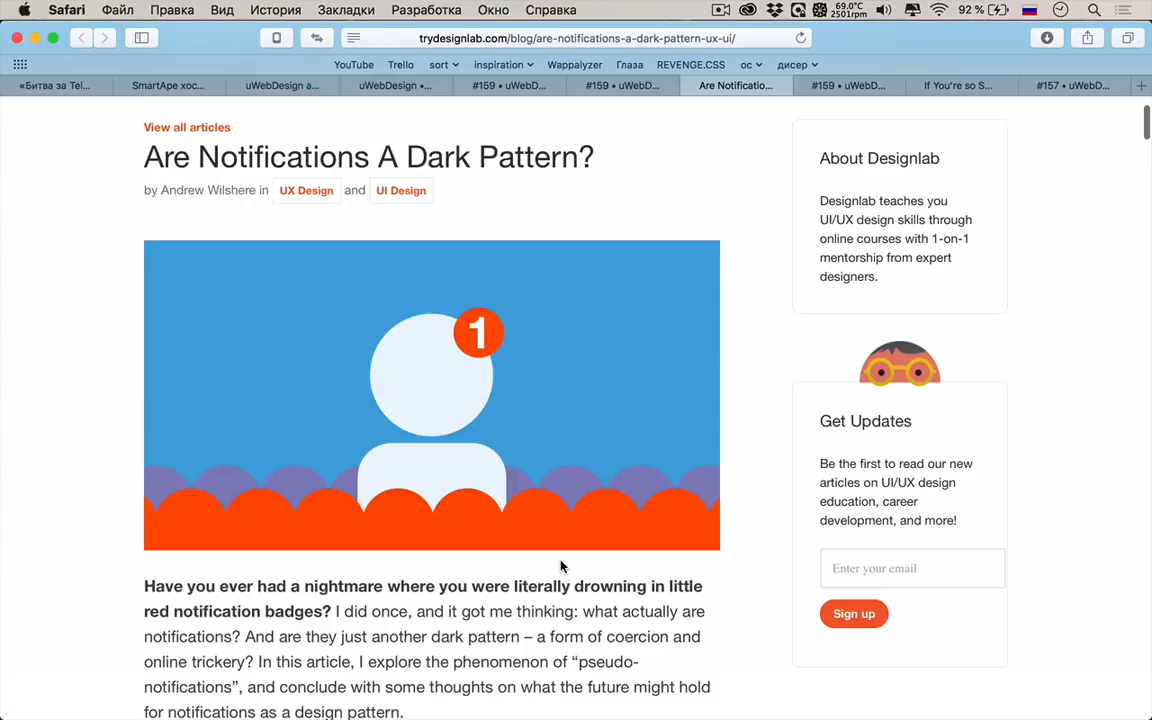 Safari Файл Правка Вид История Закладки Разработка Окно Справка 69.0°C 2501rpm 92 %
trydesignlab.com/blog/are-notifications-a-dark-pattern-ux-ui/
YouTube Trello sort inspiration Wappalyzer Глаза REVENGE.CSS ос дисер
«Битва за Tel... SmartApe хос... uWebDesign a... uWebDesign •... #159 • uWebD... #159 • uWebD... Are Notificatio... #159 • uWebD... If You're so S... #157 • uWebD...
View all articles
Are Notifications A Dark Pattern?
by Andrew Wilshere in UX Design and UI Design
1
Have you ever had a nightmare where you were literally drowning in little
red notification badges? I did once, and it got me thinking: what actually are
notifications? And are they just another dark pattern – a form of coercion and
online trickery? In this article, I explore the phenomenon of “pseudo-
notifications”, and conclude with some thoughts on what the future might hold
for notifications as a design pattern.
About Designlab
Designlab teaches you
UI/UX design skills through
online courses with 1-on-1
mentorship from expert
designers.
Get Updates
Be the first to read our new
articles on UI/UX design
education, career
development, and more!
Enter your email
Sign up